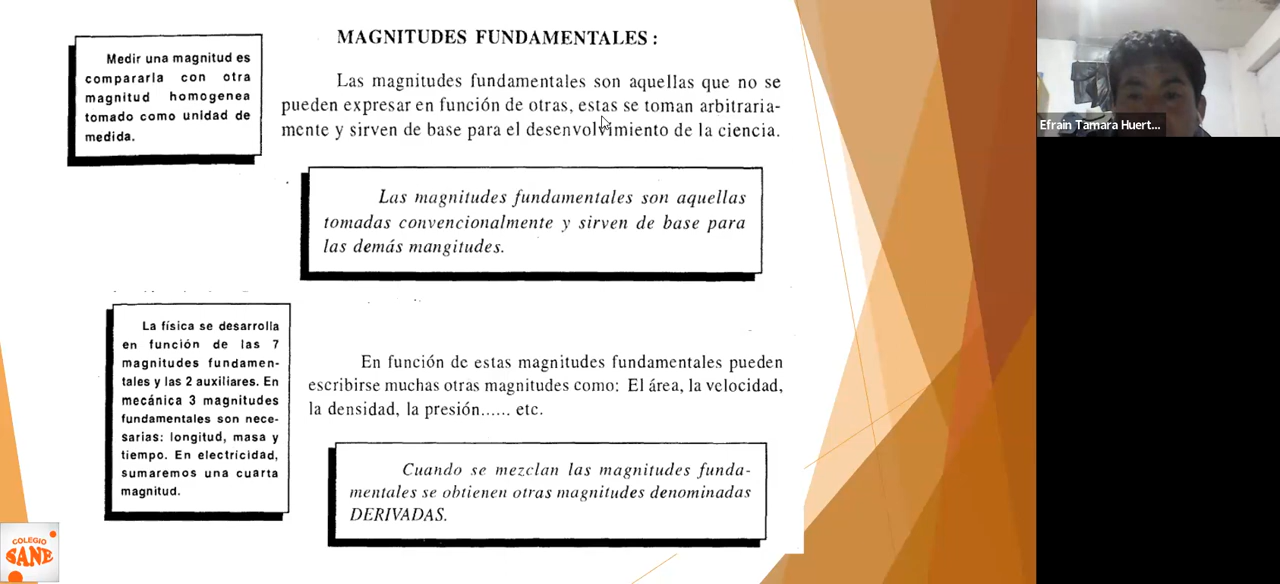 Medir una magnitud es
compararla con otra
magnitud homogenea
tomado como unidad de
medida.
MAGNITUDES FUNDAMENTALES :
Las magnitudes fundamentales son aquellas que no se
pueden expresar en función de otras, estas se toman arbitraria-
mente y sirven de base para el desenvolvimiento de la ciencia.
Las magnitudes fundamentales son aquellas
tomadas convencionalmente y sirven de base para
las demás mangitudes.
La física se desarrolla
en función de las 7
magnitudes fundamen-
tales y las 2 auxiliares. En
mecánica 3 magnitudes
fundamentales son nece-
sarias: longitud, masa y
tiempo. En electricidad,
sumaremos una cuarta
magnitud.
En función de estas magnitudes fundamentales pueden
escribirse muchas otras magnitudes como: El área, la velocidad,
la densidad, la presión...... etc.
Cuando se mezclan las magnitudes funda-
mentales se obtienen otras magnitudes denominadas
DERIVADAS.
COLEGIO
SANE
Efrain Tamara Huert...